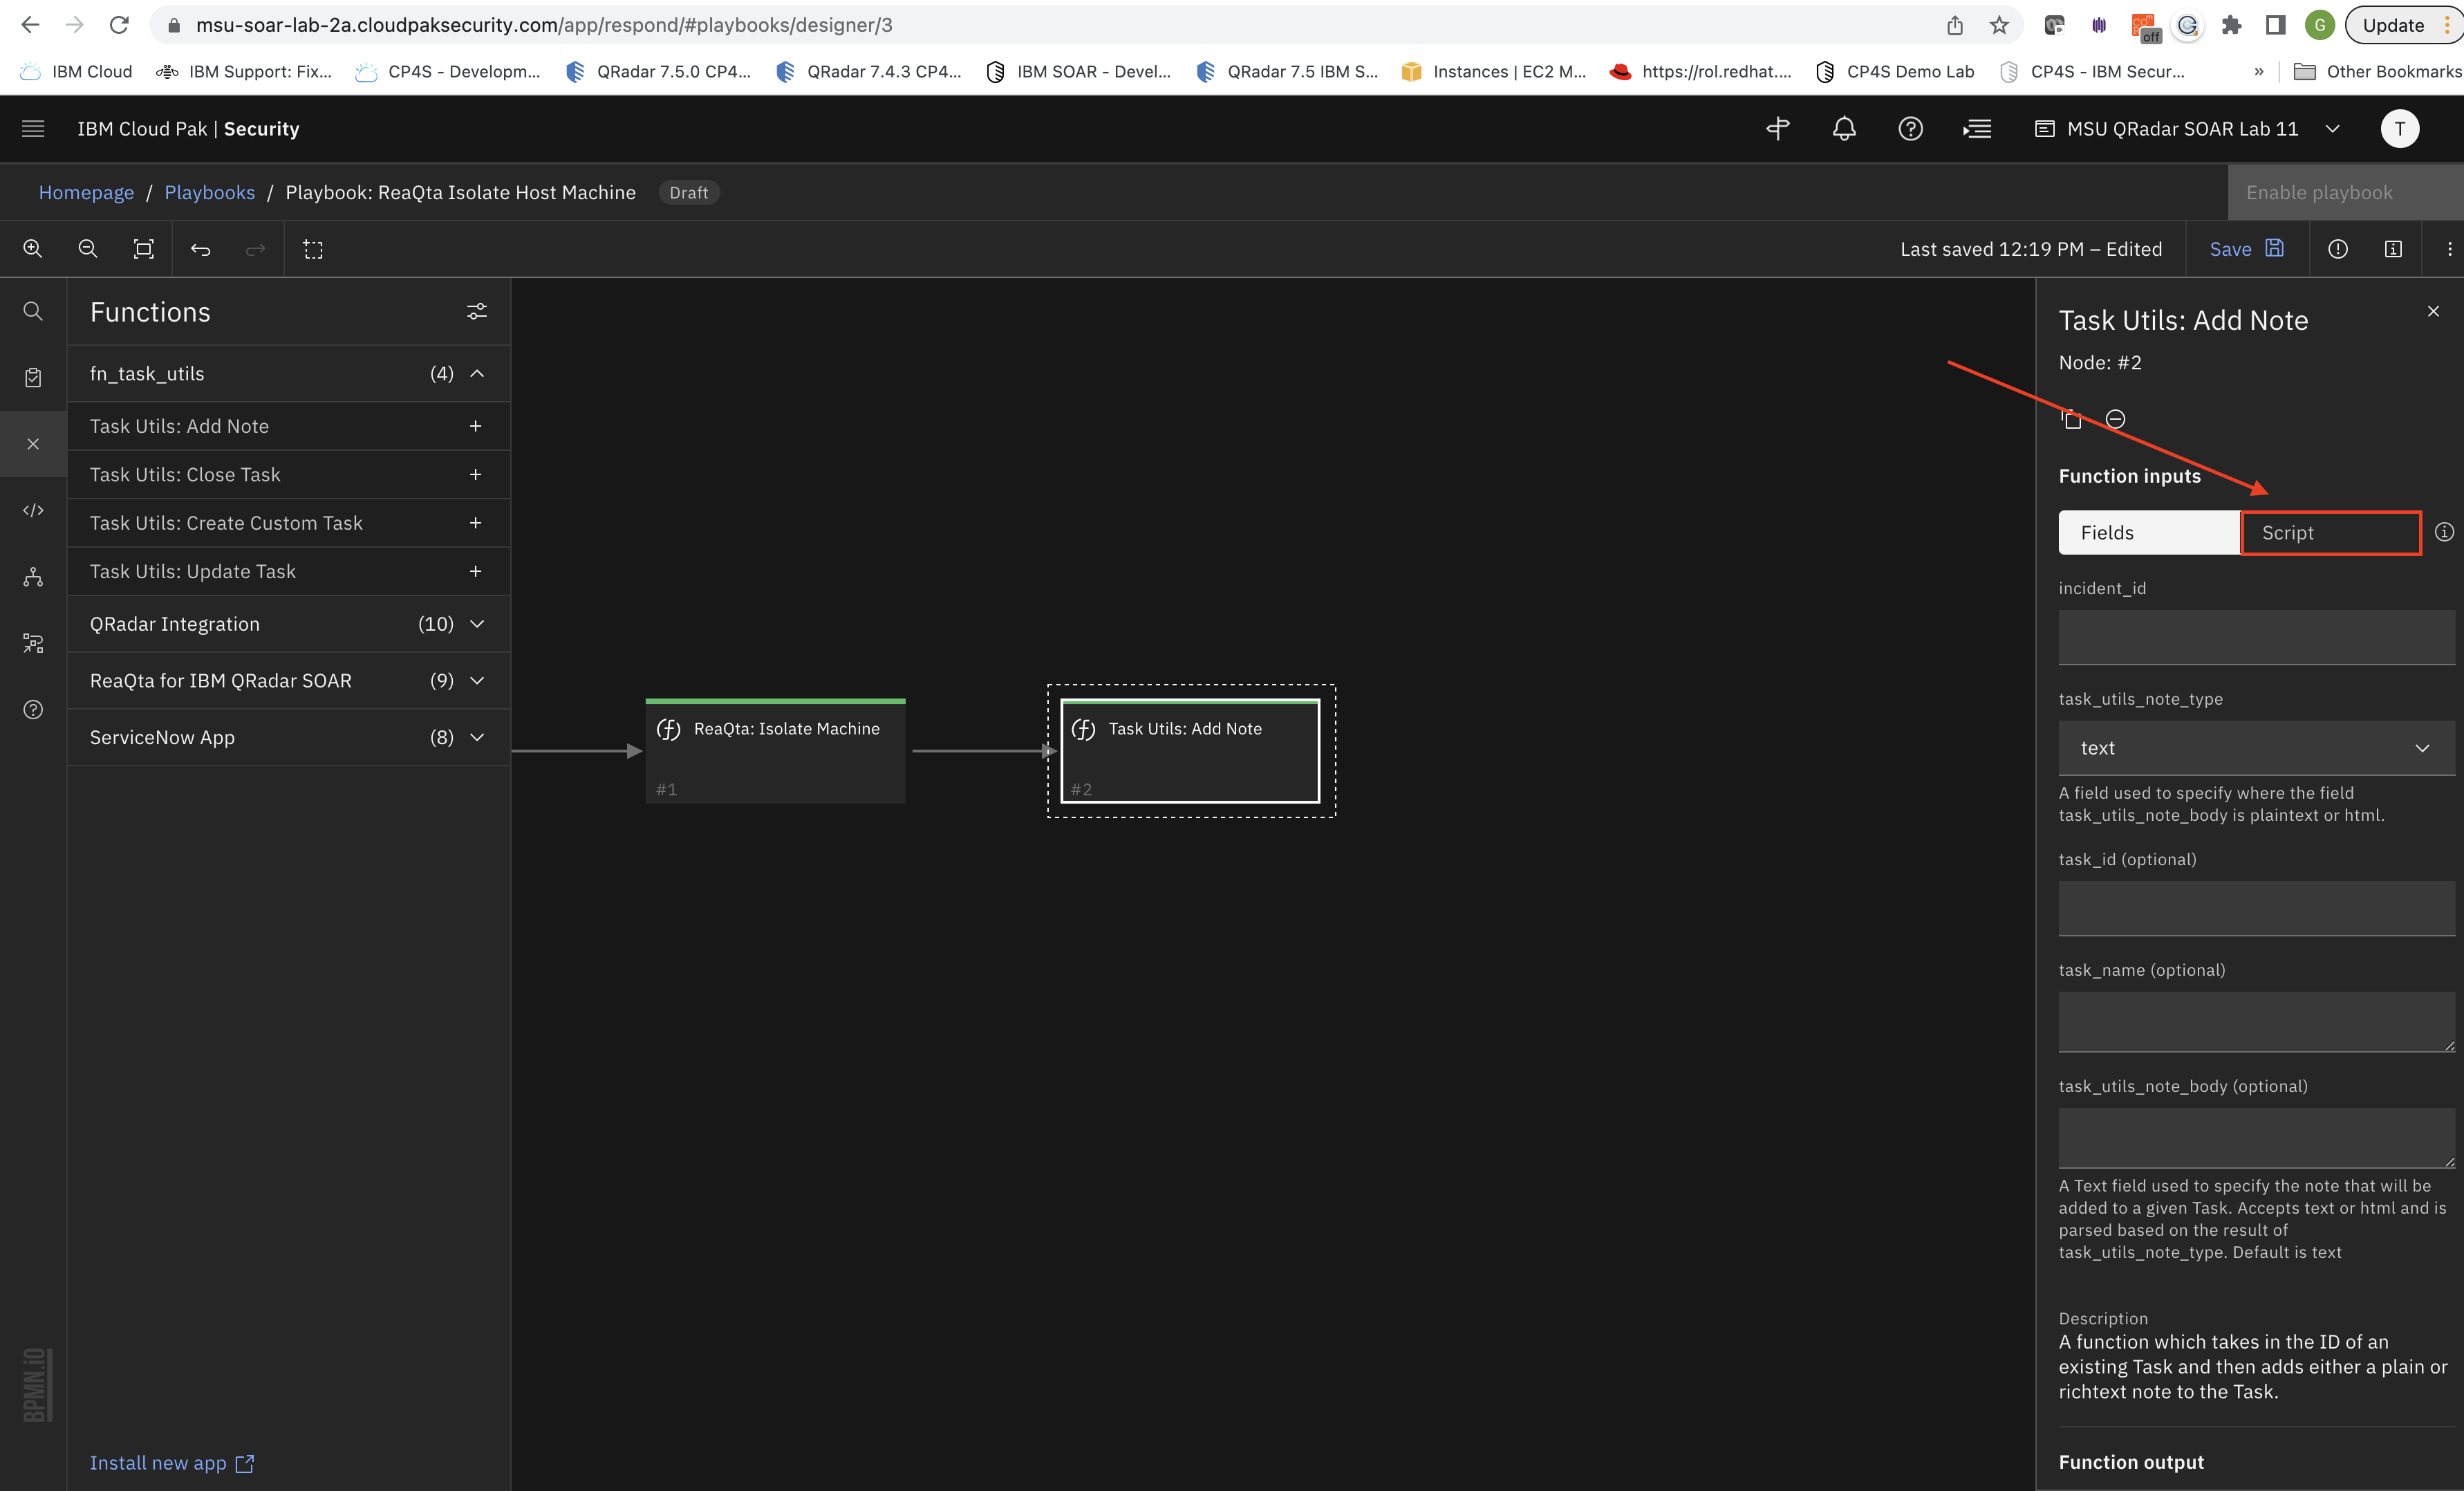 msu-soar-lab-2a.cloudpaksecurity.com/app/respond/#playbooks/designer/3
off
G
Update
IBM Cloud
IBM Support: Fix...
CP4S - Developm...
QRadar 7.5.0 CP4...
QRadar 7.4.3 CP4...
IBM SOAR - Devel...
QRadar 7.5 IBM S...
Instances | EC2 M...
https://rol.redhat....
CP4S Demo Lab
CP4S - IBM Secur...
»
Other Bookmarks
IBM Cloud Pak | Security
MSU QRadar SOAR Lab 11
T
Homepage / Playbooks / Playbook: ReaQta Isolate Host Machine
Draft
Enable playbook
Last saved 12:19 PM – Edited
Save
Functions
fn_task_utils (4)
Task Utils: Add Note +
Task Utils: Close Task +
Task Utils: Create Custom Task +
Task Utils: Update Task +
QRadar Integration (10)
ReaQta for IBM QRadar SOAR (9)
ServiceNow App (8)
Install new app
BPMN.iO
ReaQta: Isolate Machine
#1
Task Utils: Add Note
#2
Task Utils: Add Note
Node: #2
Function inputs
Fields
Script
incident_id
task_utils_note_type
text
A field used to specify where the field
task_utils_note_body is plaintext or html.
task_id (optional)
task_name (optional)
task_utils_note_body (optional)
A Text field used to specify the note that will be
added to a given Task. Accepts text or html and is
parsed based on the result of
task_utils_note_type. Default is text
Description
A function which takes in the ID of an
existing Task and then adds either a plain or
richtext note to the Task.
Function output